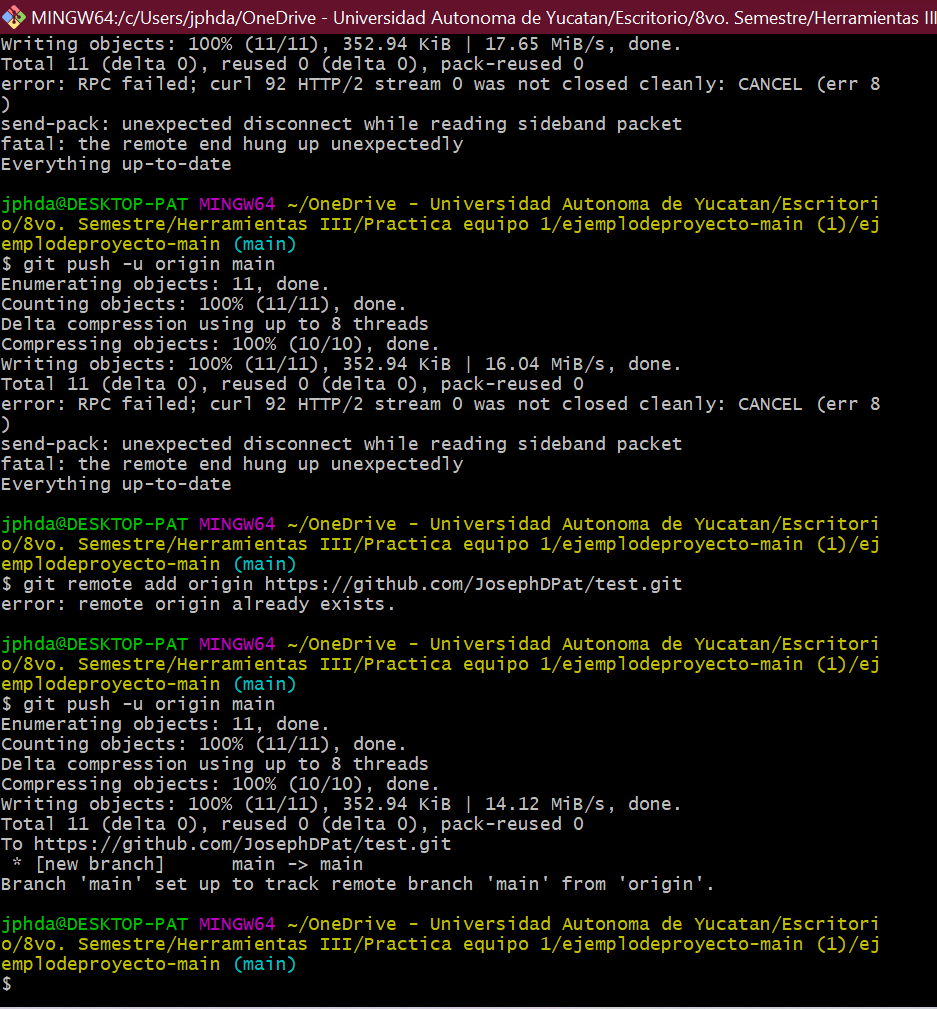 MINGW64:/c/Users/jphda/OneDrive - Universidad Autonoma de Yucatan/Escritorio/8vo. Semestre/Herramientas III
Writing objects: 100% (11/11), 352.94 KiB | 17.65 MiB/s, done.
Total 11 (delta 0), reused 0 (delta 0), pack-reused 0
error: RPC failed; curl 92 HTTP/2 stream 0 was not closed cleanly: CANCEL (err 8
)
send-pack: unexpected disconnect while reading sideband packet
fatal: the remote end hung up unexpectedly
Everything up-to-date
jphda@DESKTOP-PAT MINGW64 ~/OneDrive - Universidad Autonoma de Yucatan/Escritori
o/8vo. Semestre/Herramientas III/Practica equipo 1/ejemplodeproyecto-main (1)/ej
emplodeproyecto-main (main)
$ git push -u origin main
Enumerating objects: 11, done.
Counting objects: 100% (11/11), done.
Delta compression using up to 8 threads
Compressing objects: 100% (10/10), done.
Writing objects: 100% (11/11), 352.94 KiB | 16.04 MiB/s, done.
Total 11 (delta 0), reused 0 (delta 0), pack-reused 0
error: RPC failed; curl 92 HTTP/2 stream 0 was not closed cleanly: CANCEL (err 8
)
send-pack: unexpected disconnect while reading sideband packet
fatal: the remote end hung up unexpectedly
Everything up-to-date
jphda@DESKTOP-PAT MINGW64 ~/OneDrive - Universidad Autonoma de Yucatan/Escritori
o/8vo. Semestre/Herramientas III/Practica equipo 1/ejemplodeproyecto-main (1)/ej
emplodeproyecto-main (main)
$ git remote add origin https://github.com/JosephDPat/test.git
error: remote origin already exists.
jphda@DESKTOP-PAT MINGW64 ~/OneDrive - Universidad Autonoma de Yucatan/Escritori
o/8vo. Semestre/Herramientas III/Practica equipo 1/ejemplodeproyecto-main (1)/ej
emplodeproyecto-main (main)
$ git push -u origin main
Enumerating objects: 11, done.
Counting objects: 100% (11/11), done.
Delta compression using up to 8 threads
Compressing objects: 100% (10/10), done.
Writing objects: 100% (11/11), 352.94 KiB | 14.12 MiB/s, done.
Total 11 (delta 0), reused 0 (delta 0), pack-reused 0
To https://github.com/JosephDPat/test.git
 * [new branch]      main -> main
Branch 'main' set up to track remote branch 'main' from 'origin'.
jphda@DESKTOP-PAT MINGW64 ~/OneDrive - Universidad Autonoma de Yucatan/Escritori
o/8vo. Semestre/Herramientas III/Practica equipo 1/ejemplodeproyecto-main (1)/ej
emplodeproyecto-main (main)
$